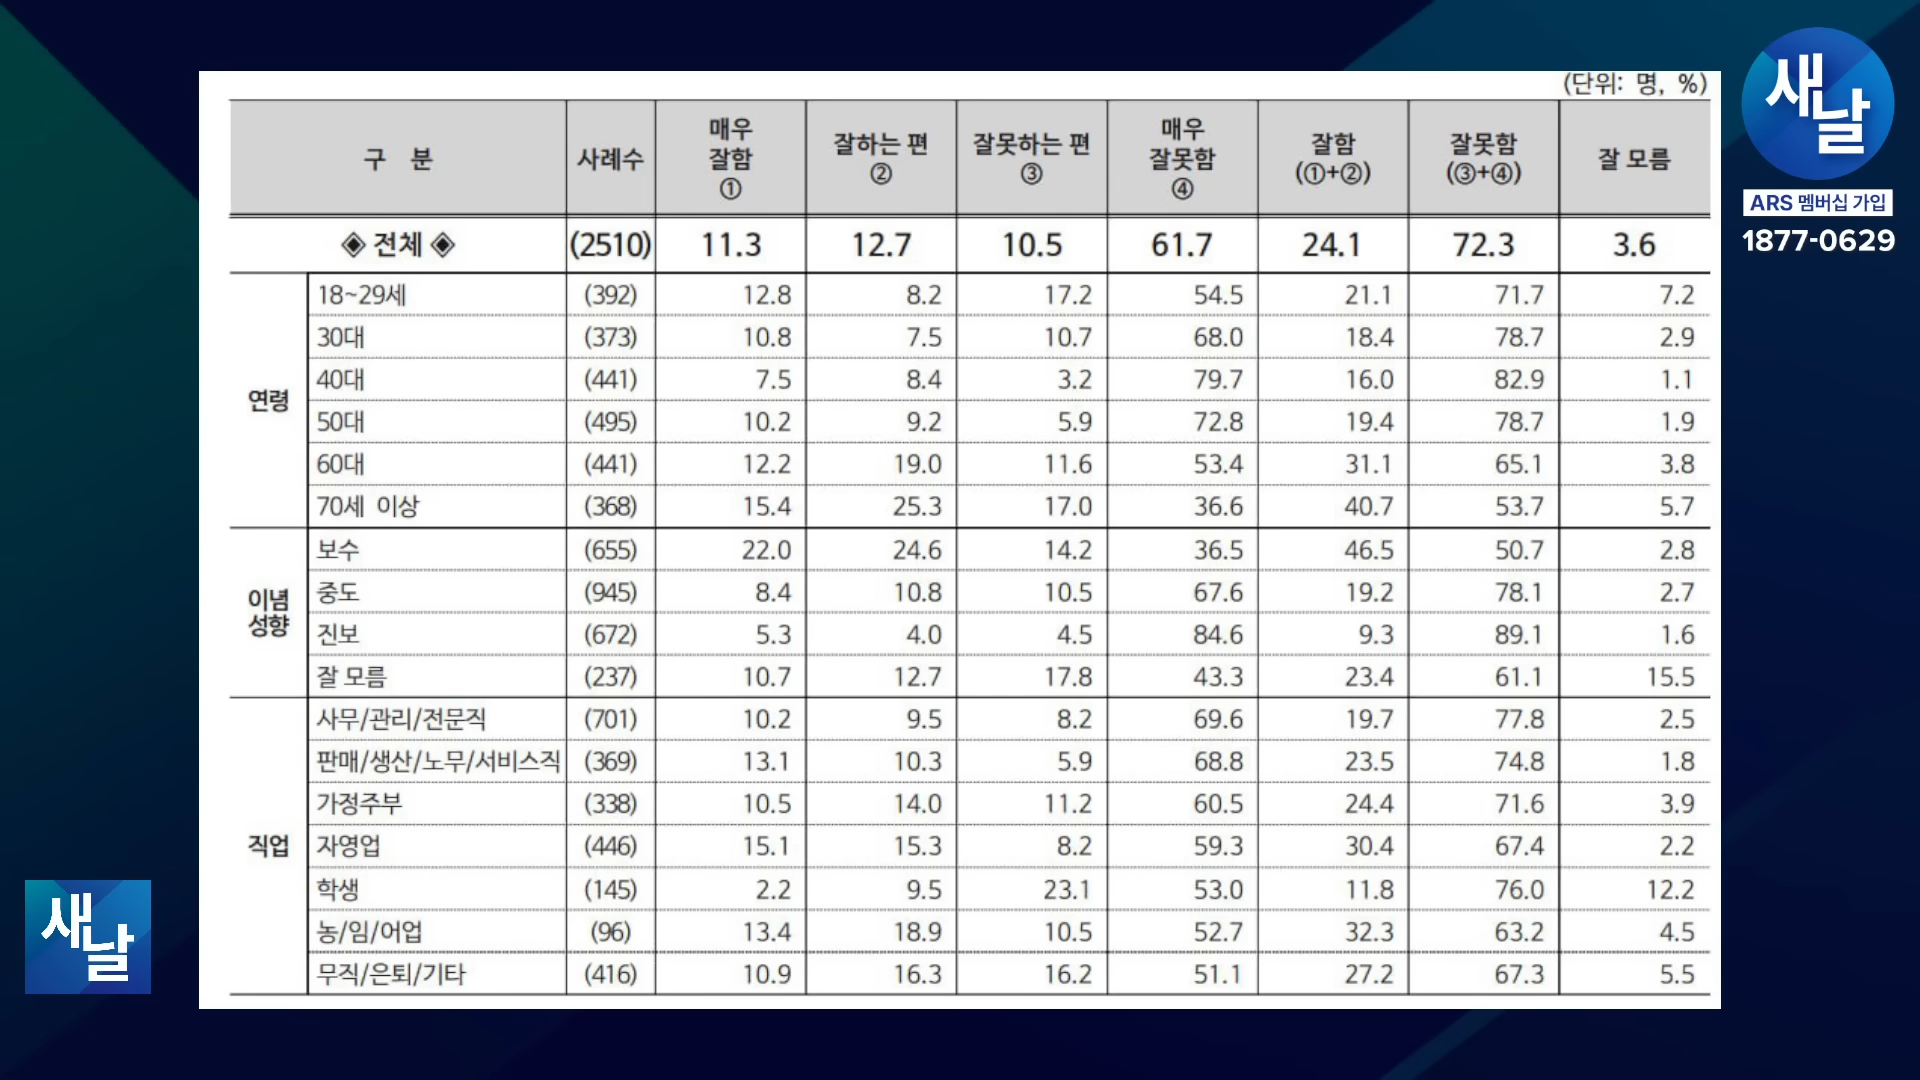 (단위: 명, %)
구 분 사례수 매우 잘함 ① 잘하는 편 ② 잘못하는 편 ③ 매우 잘못함 ④ 잘함 (①+②) 잘못함 (③+④) 잘 모름
◈ 전체 ◈ (2510) 11.3 12.7 10.5 61.7 24.1 72.3 3.6
연령
18~29세 (392) 12.8 8.2 17.2 54.5 21.1 71.7 7.2
30대 (373) 10.8 7.5 10.7 68.0 18.4 78.7 2.9
40대 (441) 7.5 8.4 3.2 79.7 16.0 82.9 1.1
50대 (495) 10.2 9.2 5.9 72.8 19.4 78.7 1.9
60대 (441) 12.2 19.0 11.6 53.4 31.1 65.1 3.8
70세 이상 (368) 15.4 25.3 17.0 36.6 40.7 53.7 5.7
이념 성향
보수 (655) 22.0 24.6 14.2 36.5 46.5 50.7 2.8
중도 (945) 8.4 10.8 10.5 67.6 19.2 78.1 2.7
진보 (672) 5.3 4.0 4.5 84.6 9.3 89.1 1.6
잘 모름 (237) 10.7 12.7 17.8 43.3 23.4 61.1 15.5
직업
사무/관리/전문직 (701) 10.2 9.5 8.2 69.6 19.7 77.8 2.5
판매/생산/노무/서비스직 (369) 13.1 10.3 5.9 68.8 23.5 74.8 1.8
가정주부 (338) 10.5 14.0 11.2 60.5 24.4 71.6 3.9
자영업 (446) 15.1 15.3 8.2 59.3 30.4 67.4 2.2
학생 (145) 2.2 9.5 23.1 53.0 11.8 76.0 12.2
농/임/어업 (96) 13.4 18.9 10.5 52.7 32.3 63.2 4.5
무직/은퇴/기타 (416) 10.9 16.3 16.2 51.1 27.2 67.3 5.5
새날
ARS 멤버십 가입
1877-0629
새날